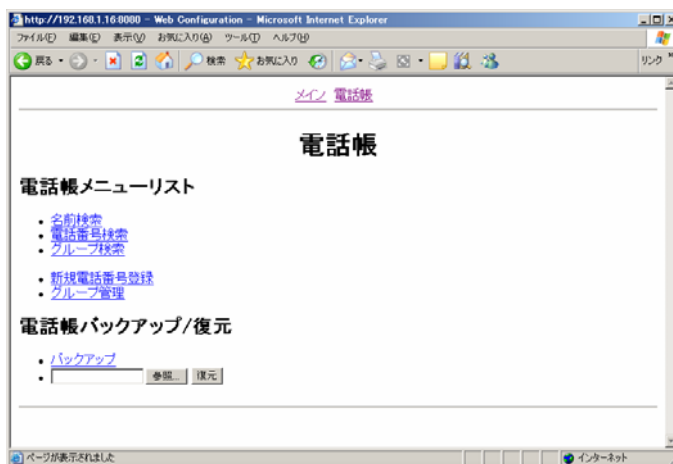 http://192.168.1.16:8080 - Web Configuration - Microsoft Internet Explorer
ファイル(F) 編集(E) 表示(V) お気に入り(A) ツール(T) ヘルプ(H)
戻る 検索 お気に入り リンク »
メイン 電話帳
電話帳
電話帳メニューリスト
名前検索
電話番号検索
グループ検索
新規電話番号登録
グループ管理
電話帳バックアップ/復元
バックアップ
参照... 復元
ページが表示されました インターネット